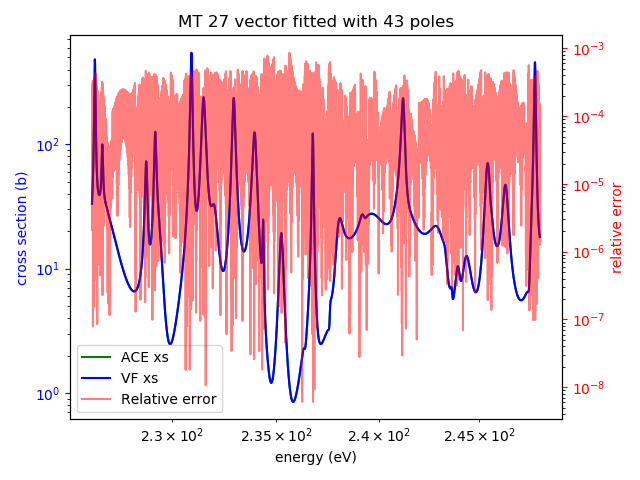 MT 27 vector fitted with 43 poles
cross section (b)
10²
10¹
10⁰
10⁻³
10⁻⁴
10⁻⁵
10⁻⁶
10⁻⁷
10⁻⁸
relative error
ACE xs
VF xs
Relative error
2.3 × 10² 2.35 × 10² 2.4 × 10² 2.45 × 10²
energy (eV)